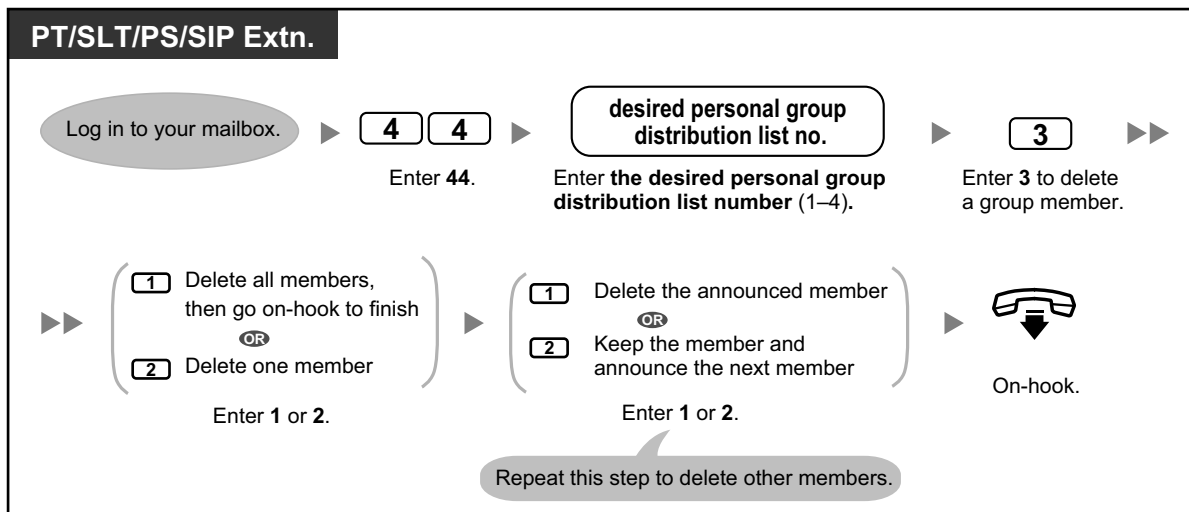 PT/SLT/PS/SIP Extn.
Log in to your mailbox.
4 4
Enter 44.
desired personal group
distribution list no.
Enter the desired personal group
distribution list number (1–4).
3
Enter 3 to delete
a group member.
1 Delete all members,
then go on-hook to finish
OR
2 Delete one member
Enter 1 or 2.
1 Delete the announced member
OR
2 Keep the member and
announce the next member
Enter 1 or 2.
Repeat this step to delete other members.
On-hook.